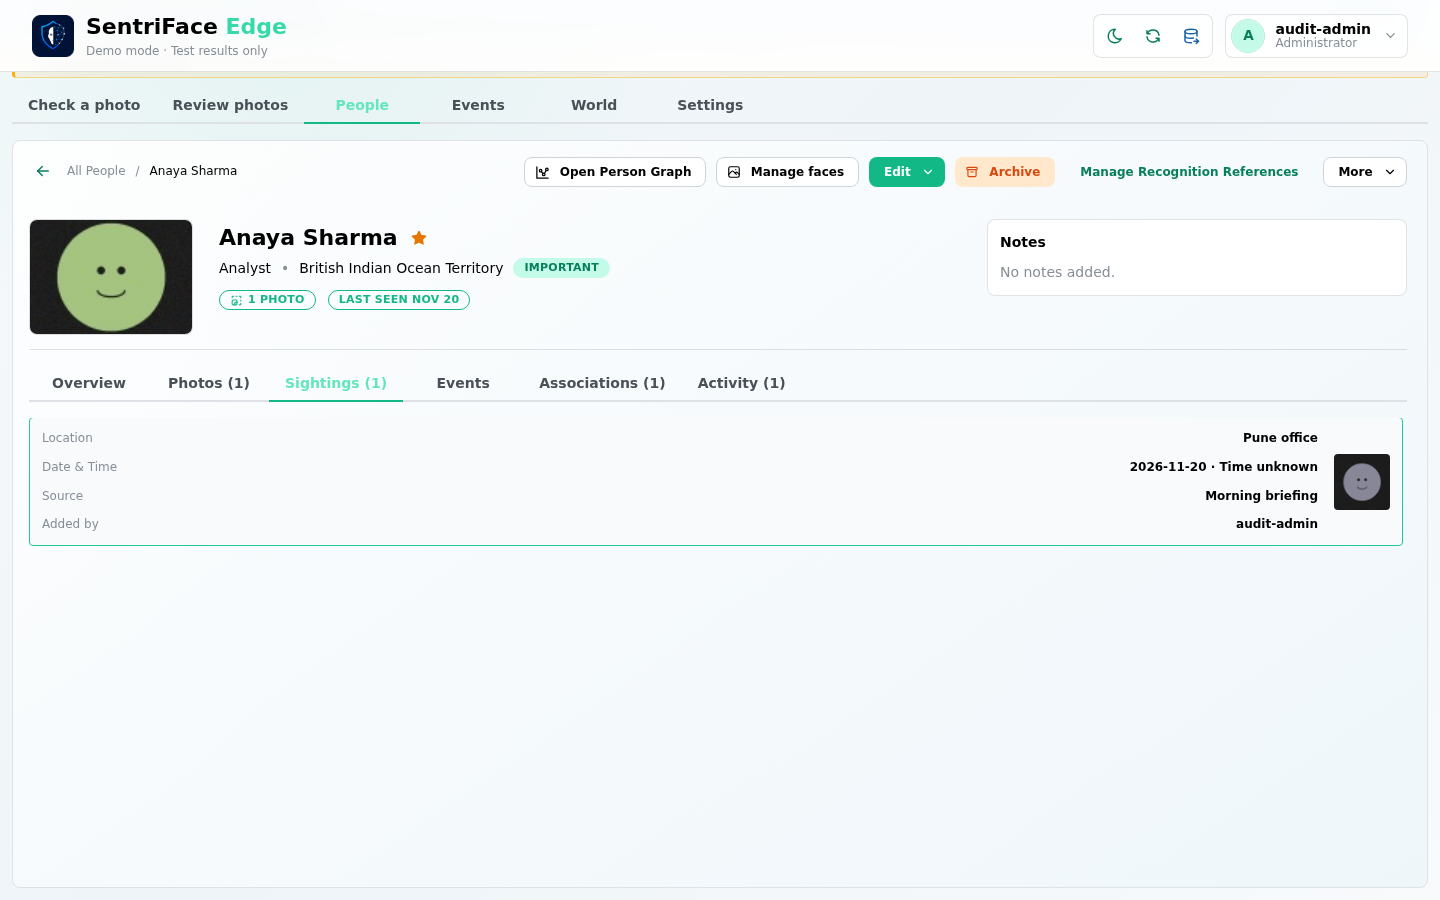 SentriFace Edge
Demo mode · Test results only
A
audit-admin
Administrator
Check a photo
Review photos
People
Events
World
Settings
All People / Anaya Sharma
Open Person Graph
Manage faces
Edit
Archive
Manage Recognition References
More
Anaya Sharma
Analyst • British Indian Ocean Territory IMPORTANT
1 PHOTO
LAST SEEN NOV 20
Notes
No notes added.
Overview
Photos (1)
Sightings (1)
Events
Associations (1)
Activity (1)
Location Pune office
Date & Time 2026-11-20 · Time unknown
Source Morning briefing
Added by audit-admin